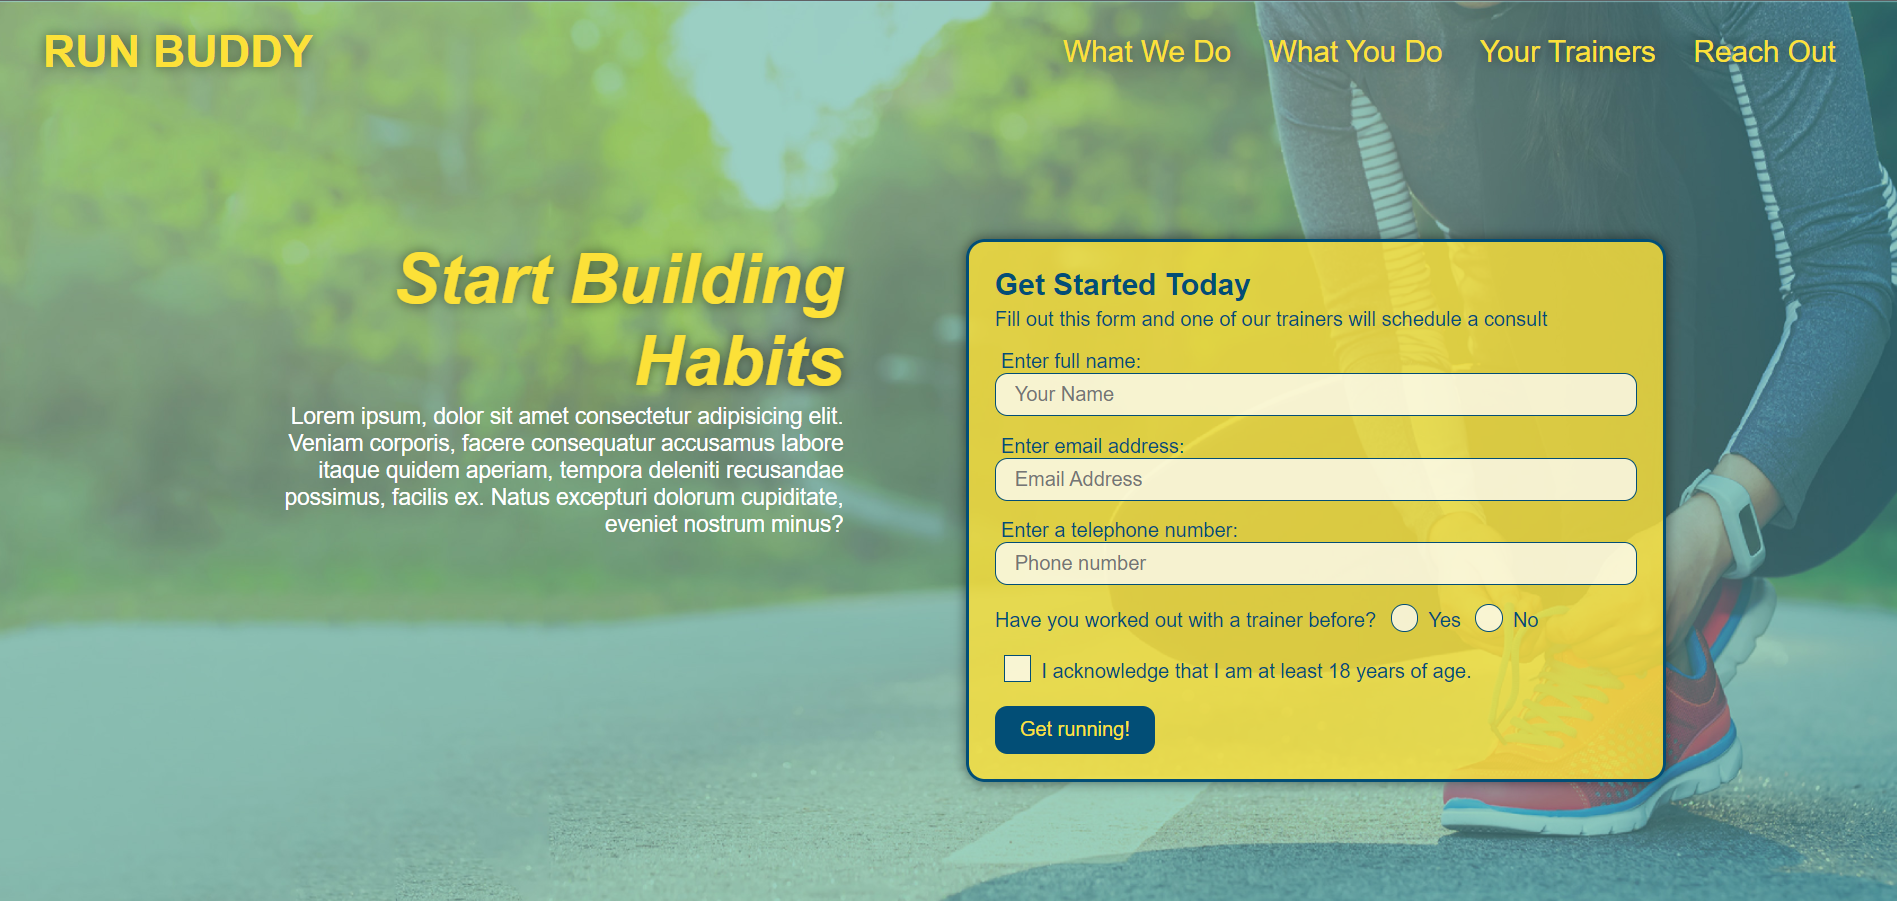 RUN BUDDY
What We Do What You Do Your Trainers Reach Out
Start Building
Habits
Lorem ipsum, dolor sit amet consectetur adipisicing elit.
Veniam corporis, facere consequatur accusamus labore
itaque quidem aperiam, tempora deleniti recusandae
possimus, facilis ex. Natus excepturi dolorum cupiditate,
eveniet nostrum minus?
Get Started Today
Fill out this form and one of our trainers will schedule a consult
Enter full name:
Your Name
Enter email address:
Email Address
Enter a telephone number:
Phone number
Have you worked out with a trainer before? Yes No
I acknowledge that I am at least 18 years of age.
Get running!